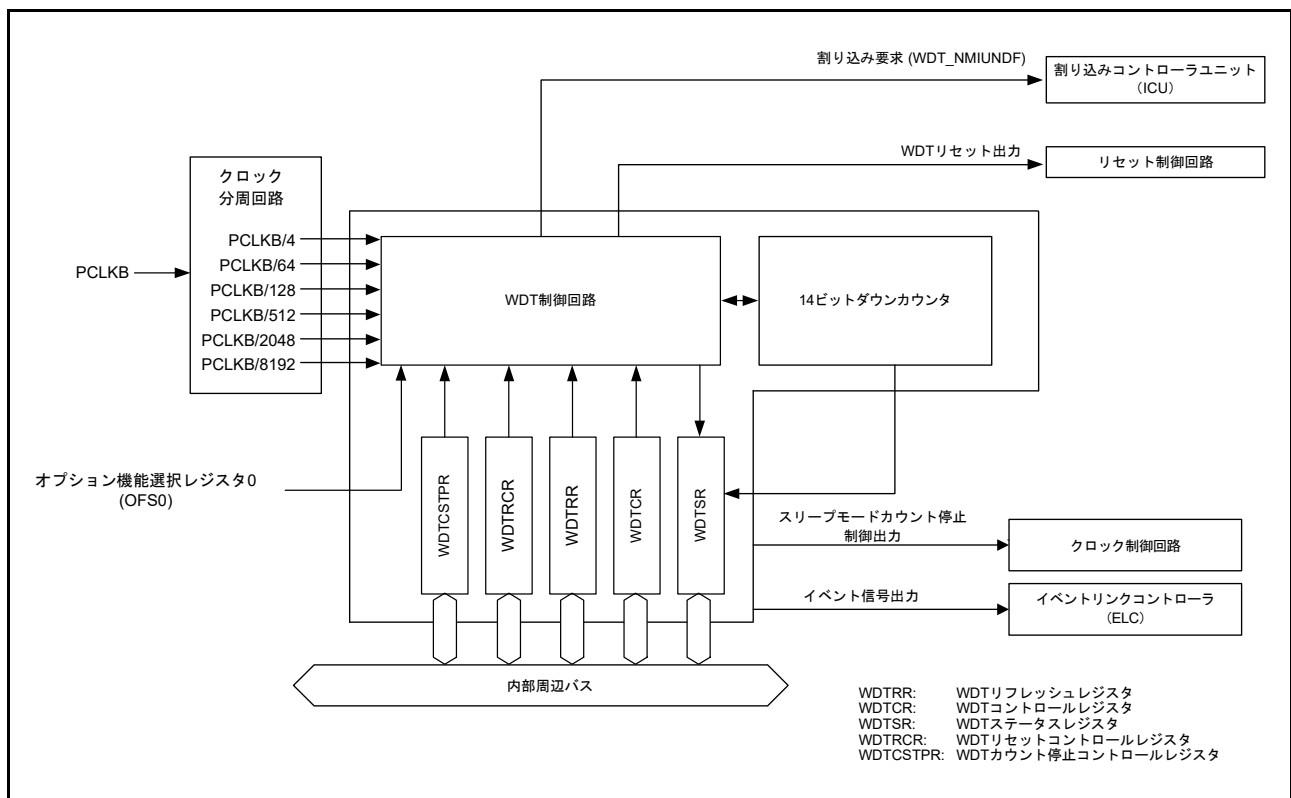 割り込み要求 (WDT_NMIUNDF)
割り込みコントローラユニット
（ICU）
WDTリセット出力
リセット制御回路
クロック
分周回路
PCLKB
PCLKB/4
PCLKB/64
PCLKB/128
PCLKB/512
PCLKB/2048
PCLKB/8192
WDT制御回路
14ビットダウンカウンタ
オプション機能選択レジスタ0
(OFS0)
WDTCSTPR
WDTRCR
WDTRR
WDTCR
WDTSR
スリープモードカウント停止
制御出力
クロック制御回路
イベント信号出力
イベントリンクコントローラ
（ELC）
内部周辺バス
WDTRR: WDTリフレッシュレジスタ
WDTCR: WDTコントロールレジスタ
WDTSR: WDTステータスレジスタ
WDTRCR: WDTリセットコントロールレジスタ
WDTCSTPR: WDTカウント停止コントロールレジスタ